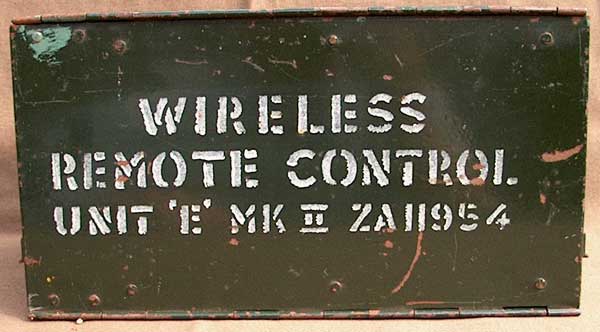 WIRELESS
REMOTE CONTROL
UNIT 'E' MK II ZA11954